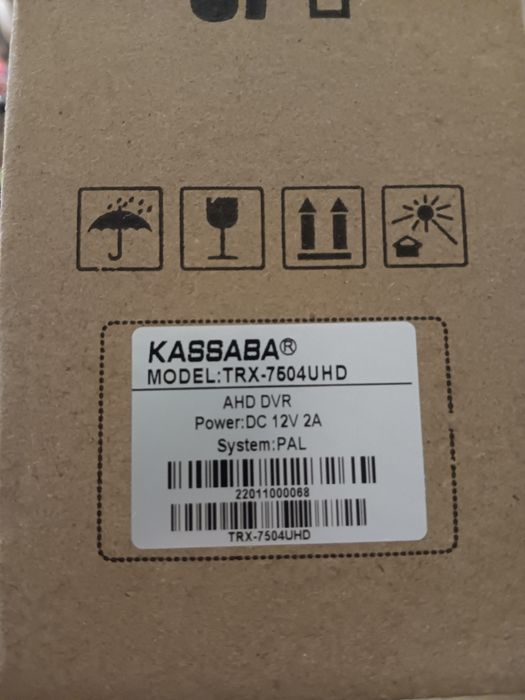 KASSABA®
MODEL:TRX-7504UHD
AHD DVR
Power:DC 12V 2A
System:PAL
22011000068
TRX-7504UHD